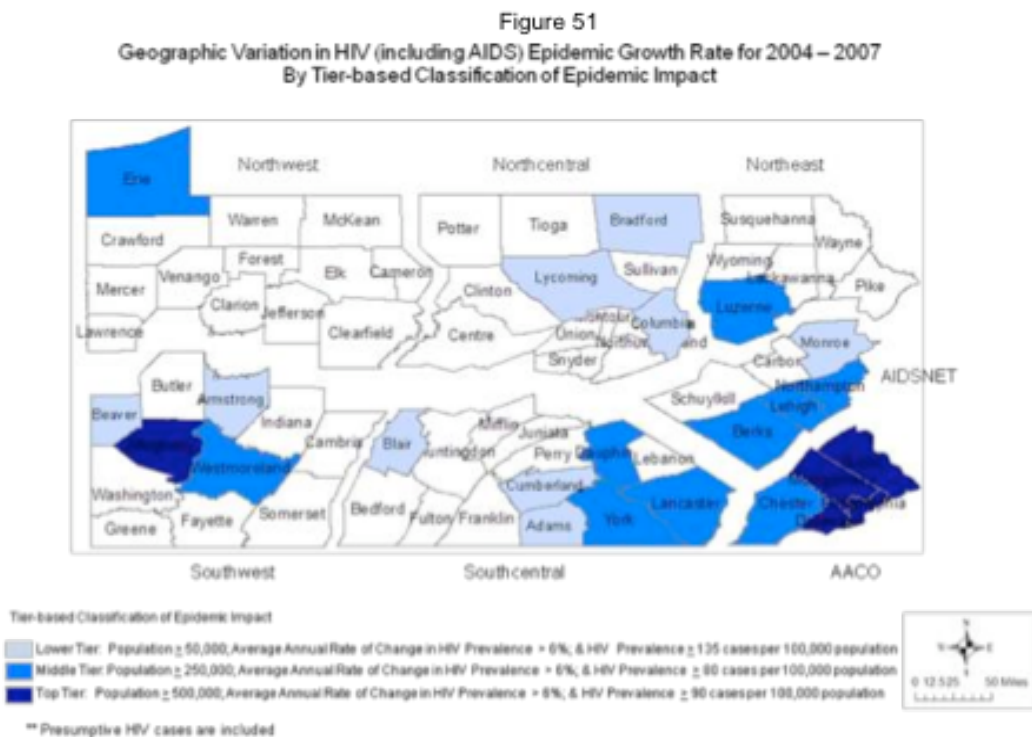 Figure 51
Geographic Variation in HIV (including AIDS) Epidemic Growth Rate for 2004 – 2007
By Tier-based Classification of Epidemic Impact
Erie
Northwest
Northcentral
Northeast
Warren
McKean
Potter
Tioga
Bradford
Susquehanna
Wayne
Crawford
Forest
Elk
Cameron
Lycoming
Sullivan
Wyoming
Lackawanna
Mercer
Venango
Clarion
Jefferson
Clinton
Luzerne
Pike
Lawrence
Clearfield
Centre
Union
Columbia
Snyder
Monroe
Carbon
AIDSNET
Northampton
Lehigh
Schuylkill
Berks
Butler
Armstrong
Beaver
Indiana
Cambria
Westmoreland
Blair
Mifflin
Juniata
Perry
Dauphin
Lebanon
Washington
Greene
Fayette
Somerset
Bedford
Fulton
Franklin
Cumberland
Adams
York
Lancaster
Chester
Southwest
Southcentral
AACO
Tier-based Classification of Epidemic Impact
Lower Tier: Population ≥ 50,000, Average Annual Rate of Change in HIV Prevalence > 6%; & HIV Prevalence ≥ 135 cases per 100,000 population
Middle Tier: Population ≥ 250,000; Average Annual Rate of Change in HIV Prevalence > 6%; & HIV Prevalence ≥ 80 cases per 100,000 population
Top Tier: Population ≥ 500,000, Average Annual Rate of Change in HIV Prevalence > 6%; & HIV Prevalence ≥ 90 cases per 100,000 population
N
W E
S
0 12.5 25 50 Miles
** Presumptive HIV cases are included